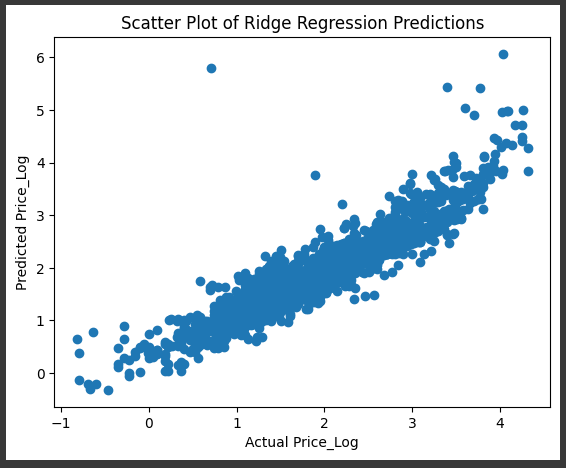 Scatter Plot of Ridge Regression Predictions
6
5
4
3
2
1
0
Predicted Price_Log
−1 0 1 2 3 4
Actual Price_Log